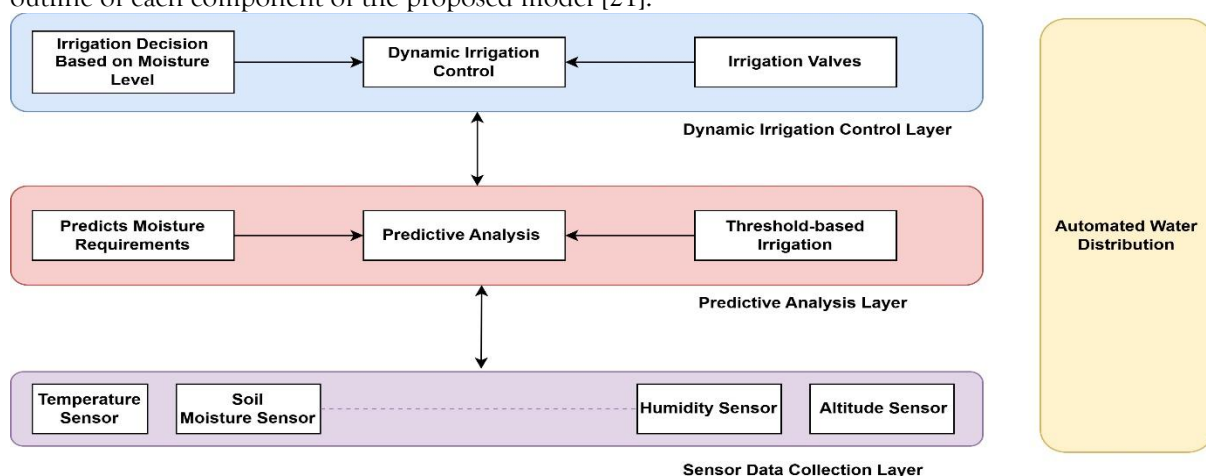 outline of each component of the proposed model [21].
Irrigation Decision
Based on Moisture
Level
Dynamic Irrigation
Control
Irrigation Valves
Dynamic Irrigation Control Layer
Predicts Moisture
Requirements
Predictive Analysis
Threshold-based
Irrigation
Predictive Analysis Layer
Automated Water
Distribution
Temperature
Sensor
Soil
Moisture Sensor
Humidity Sensor
Altitude Sensor
Sensor Data Collection Layer